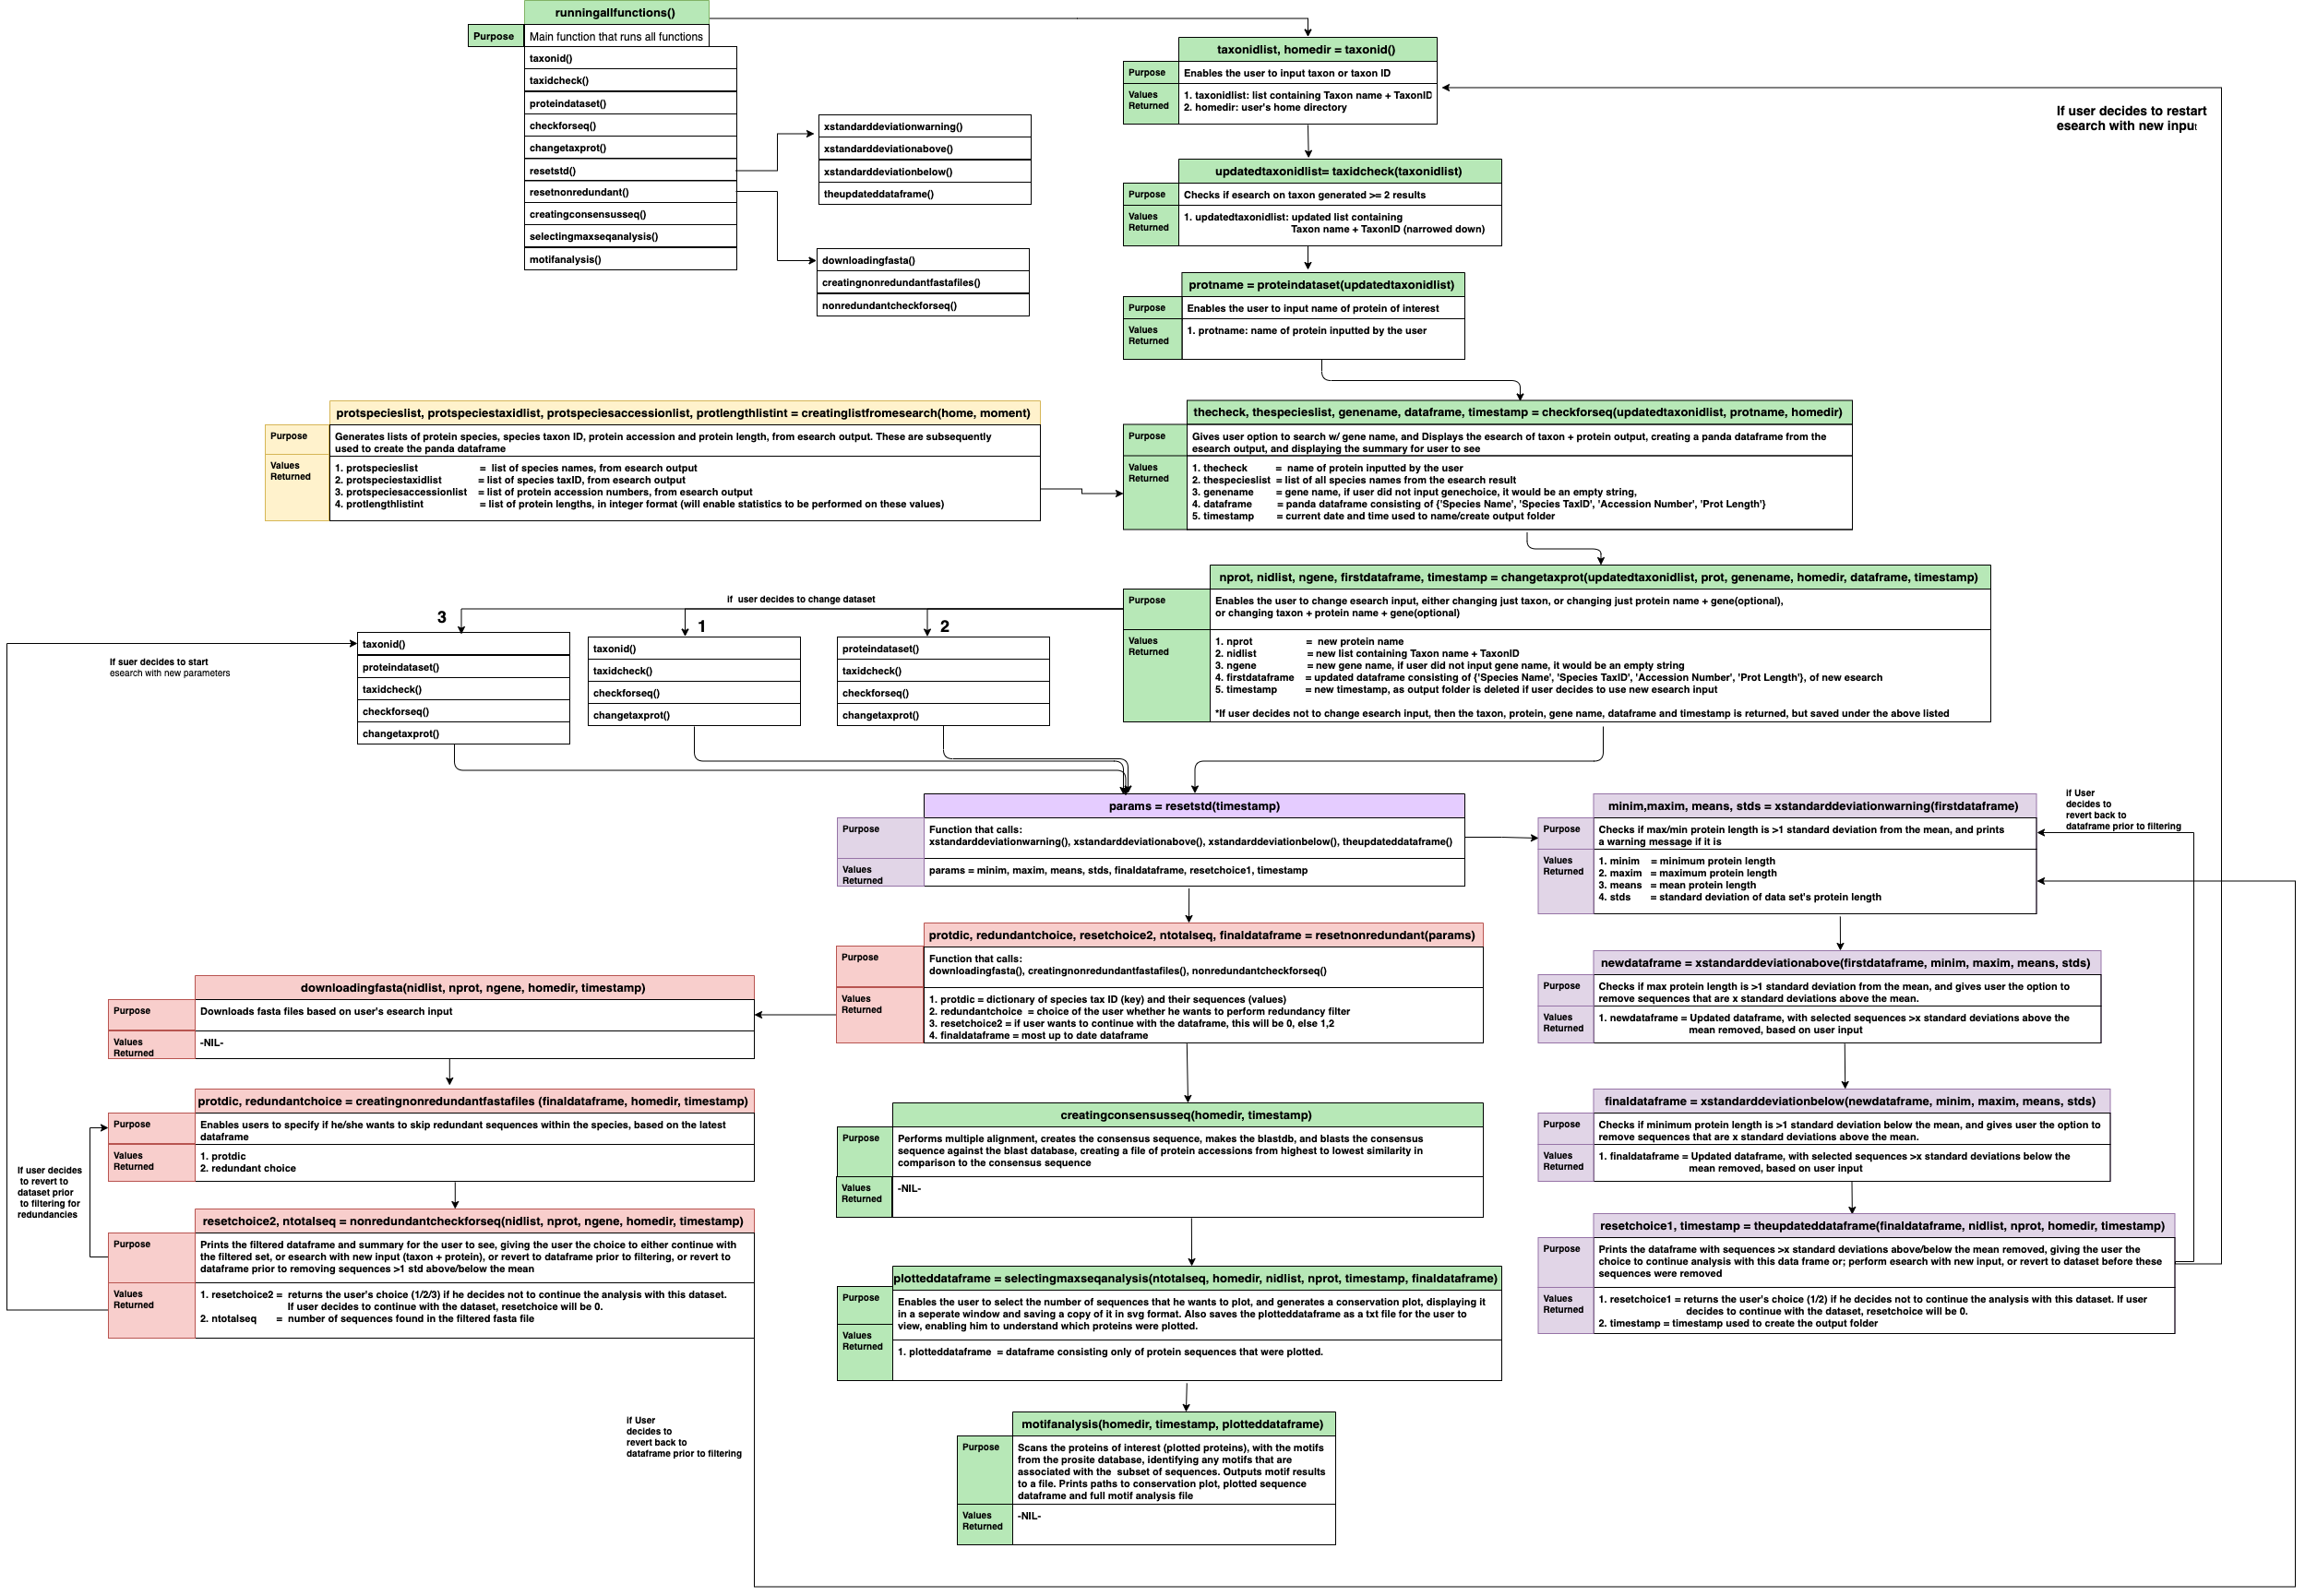 runningallfunctions()
Purpose
Main function that runs all functions
taxonid()
taxidcheck()
proteindataset()
checkforseq()
changetaxprot()
resetstd()
resetnonredundant()
creatingconsensusseq()
selectingmaxseqanalysis()
motifanalysis()
xstandarddeviationwarning()
xstandarddeviationabove()
xstandarddeviationbelow()
theupdateddataframe()
downloadingfasta()
creatingnonredundantfastafiles()
nonredundantcheckforseq()
taxonidlist, homedir = taxonid()
Purpose
Enables the user to input taxon or taxon ID
Values
Returned
1. taxonidlist: list containing Taxon name + TaxonID
2. homedir: user's home directory
If user decides to restart
esearch with new input
updatedtaxonidlist= taxidcheck(taxonidlist)
Purpose
Checks if esearch on taxon generated >= 2 results
Values
Returned
1. updatedtaxonidlist: updated list containing
Taxon name + TaxonID (narrowed down)
protname = proteindataset(updatedtaxonidlist)
Purpose
Enables the user to input name of protein of interest
Values
Returned
1. protname: name of protein inputted by the user
protspecieslist, protspeciestaxidlist, protspeciesaccessionlist, protlengthlistint = creatinglistfromesearch(home, moment)
Purpose
Generates lists of protein species, species taxon ID, protein accession and protein length, from esearch output. These are subsequently
used to create the panda dataframe
Values
Returned
1. protspecieslist = list of species names, from esearch output
2. protspeciestaxidlist = list of species taxID, from esearch output
3. protspeciesaccessionlist = list of protein accession numbers, from esearch output
4. protlengthlistint = list of protein lengths, in integer format (will enable statistics to be performed on these values)
thecheck, thespecieslist, genename, dataframe, timestamp = checkforseq(updatedtaxonidlist, protname, homedir)
Purpose
Gives user option to search w/ gene name, and Displays the esearch of taxon + protein output, creating a panda dataframe from the
esearch output, and displaying the summary for user to see
Values
Returned
1. thecheck = name of protein inputted by the user
2. thespecieslist = list of all species names from the esearch result
3. genename = gene name, if user did not input genechoice, it would be an empty string,
4. dataframe = panda dataframe consisting of {'Species Name', 'Species TaxID', 'Accession Number', 'Prot Length'}
5. timestamp = current date and time used to name/create output folder
nprot, nidlist, ngene, firstdataframe, timestamp = changetaxprot(updatedtaxonidlist, prot, genename, homedir, dataframe, timestamp)
Purpose
Enables the user to change esearch input, either changing just taxon, or changing just protein name + gene(optional),
or changing taxon + protein name + gene(optional)
Values
Returned
1. nprot = new protein name
2. nidlist = new list containing Taxon name + TaxonID
3. ngene = new gene name, if user did not input gene name, it would be an empty string
4. firstdataframe = updated dataframe consisting of {'Species Name', 'Species TaxID', 'Accession Number', 'Prot Length'}, of new esearch
5. timestamp = new timestamp, as output folder is deleted if user decides to use new esearch input
*If user decides not to change esearch input, then the taxon, protein, gene name, dataframe and timestamp is returned, but saved under the above listed
if user decides to change dataset
3
1
2
taxonid()
proteindataset()
taxidcheck()
checkforseq()
changetaxprot()
taxonid()
taxidcheck()
checkforseq()
changetaxprot()
proteindataset()
taxidcheck()
checkforseq()
changetaxprot()
If suer decides to start
esearch with new parameters
params = resetstd(timestamp)
Purpose
Function that calls:
xstandarddeviationwarning(), xstandarddeviationabove(), xstandarddeviationbelow(), theupdateddataframe()
Values
Returned
params = minim, maxim, means, stds, finaldataframe, resetchoice1, timestamp
minim,maxim, means, stds = xstandarddeviationwarning(firstdataframe)
Purpose
Checks if max/min protein length is >1 standard deviation from the mean, and prints
a warning message if it is
Values
Returned
1. minim = minimum protein length
2. maxim = maximum protein length
3. means = mean protein length
4. stds = standard deviation of data set's protein length
if User
decides to
revert back to
dataframe prior to filtering
protdic, redundantchoice, resetchoice2, ntotalseq, finaldataframe = resetnonredundant(params)
Purpose
Function that calls:
downloadingfasta(), creatingnonredundantfastafiles(), nonredundantcheckforseq()
Values
Returned
1. protdic = dictionary of species tax ID (key) and their sequences (values)
2. redundantchoice = choice of the user whether he wants to perform redundancy filter
3. resetchoice2 = if user wants to continue with the dataframe, this will be 0, else 1,2
4. finaldataframe = most up to date dataframe
newdataframe = xstandarddeviationabove(firstdataframe, minim, maxim, means, stds)
Purpose
Checks if max protein length is >1 standard deviation from the mean, and gives user the option to
remove sequences that are x standard deviations above the mean.
Values
Returned
1. newdataframe = Updated dataframe, with selected sequences >x standard deviations above the
mean removed, based on user input
downloadingfasta(nidlist, nprot, ngene, homedir, timestamp)
Purpose
Downloads fasta files based on user's esearch input
Values
Returned
-NIL-
protdic, redundantchoice = creatingnonredundantfastafiles (finaldataframe, homedir, timestamp)
Purpose
Enables users to specify if he/she wants to skip redundant sequences within the species, based on the latest
dataframe
Values
Returned
1. protdic
2. redundant choice
If user decides
to revert to
dataset prior
to filtering for
redundancies
creatingconsensusseq(homedir, timestamp)
Purpose
Performs multiple alignment, creates the consensus sequence, makes the blastdb, and blasts the consensus
sequence against the blast database, creating a file of protein accessions from highest to lowest similarity in
comparison to the consensus sequence
Values
Returned
-NIL-
finaldataframe = xstandarddeviationbelow(newdataframe, minim, maxim, means, stds)
Purpose
Checks if minimum protein length is >1 standard deviation below the mean, and gives user the option to
remove sequences that are x standard deviations above the mean.
Values
Returned
1. finaldataframe = Updated dataframe, with selected sequences >x standard deviations below the
mean removed, based on user input
resetchoice2, ntotalseq = nonredundantcheckforseq(nidlist, nprot, ngene, homedir, timestamp)
Purpose
Prints the filtered dataframe and summary for the user to see, giving the user the choice to either continue with
the filtered set, or esearch with new input (taxon + protein), or revert to dataframe prior to filtering, or revert to
dataframe prior to removing sequences >1 std above/below the mean
Values
Returned
1. resetchoice2 = returns the user's choice (1/2/3) if he decides not to continue the analysis with this dataset.
If user decides to continue with the dataset, resetchoice will be 0.
2. ntotalseq = number of sequences found in the filtered fasta file
resetchoice1, timestamp = theupdateddataframe(finaldataframe, nidlist, nprot, homedir, timestamp)
Purpose
Prints the dataframe with sequences >x standard deviations above/below the mean removed, giving the user the
choice to continue analysis with this data frame or; perform esearch with new input, or revert to dataset before these
sequences were removed
Values
Returned
1. resetchoice1 = returns the user's choice (1/2) if he decides not to continue the analysis with this dataset. If user
decides to continue with the dataset, resetchoice will be 0.
2. timestamp = timestamp used to create the output folder
plotteddataframe = selectingmaxseqanalysis(ntotalseq, homedir, nidlist, nprot, timestamp, finaldataframe)
Purpose
Enables the user to select the number of sequences that he wants to plot, and generates a conservation plot, displaying it
in a seperate window and saving a copy of it in svg format. Also saves the plotteddataframe as a txt file for the user to
view, enabling him to understand which proteins were plotted.
Values
Returned
1. plotteddataframe = dataframe consisting only of protein sequences that were plotted.
if User
decides to
revert back to
dataframe prior to filtering
motifanalysis(homedir, timestamp, plotteddataframe)
Purpose
Scans the proteins of interest (plotted proteins), with the motifs
from the prosite database, identifying any motifs that are
associated with the subset of sequences. Outputs motif results
to a file. Prints paths to conservation plot, plotted sequence
dataframe and full motif analysis file
Values
Returned
-NIL-